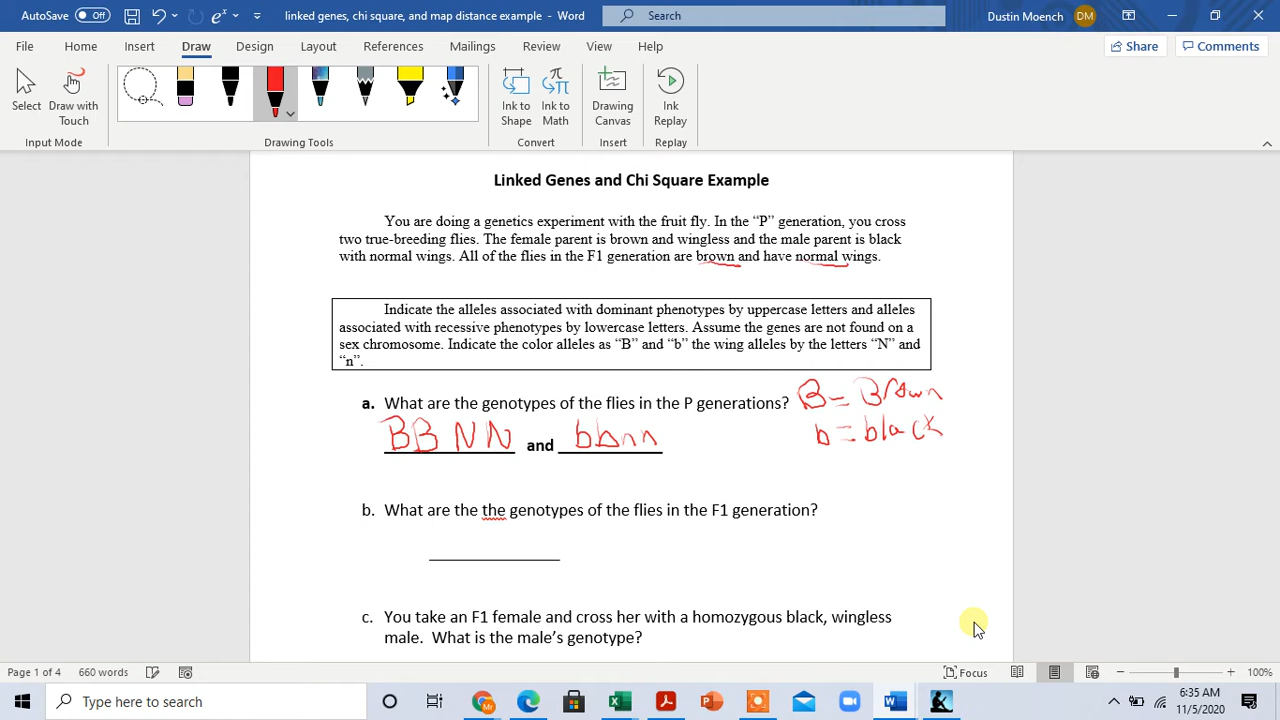 AutoSave Off linked genes, chi square, and map distance example - Word Search Dustin Moench DM
File Home Insert Draw Design Layout References Mailings Review View Help Share Comments
Select Draw with Touch Ink to Shape Ink to Math Drawing Canvas Ink Replay
Input Mode Drawing Tools Convert Insert Replay
Linked Genes and Chi Square Example
You are doing a genetics experiment with the fruit fly. In the “P” generation, you cross
two true-breeding flies. The female parent is brown and wingless and the male parent is black
with normal wings. All of the flies in the F1 generation are brown and have normal wings.
Indicate the alleles associated with dominant phenotypes by uppercase letters and alleles
associated with recessive phenotypes by lowercase letters. Assume the genes are not found on a
sex chromosome. Indicate the color alleles as “B” and “b” the wing alleles by the letters “N” and
“n”.
a. What are the genotypes of the flies in the P generations? B = Brown
BB NN and bbnn b = black
b. What are the the genotypes of the flies in the F1 generation?
c. You take an F1 female and cross her with a homozygous black, wingless
male. What is the male’s genotype?
Page 1 of 4 660 words Focus 100%
Type here to search 6:35 AM
11/5/2020